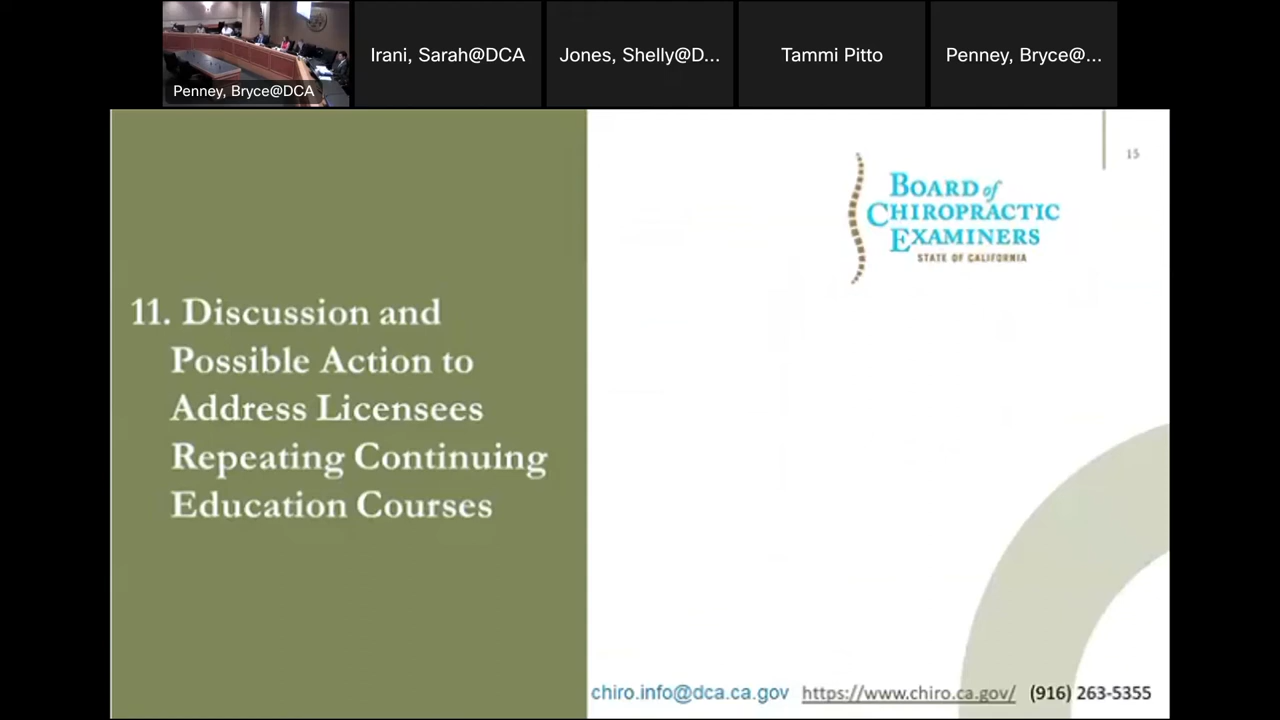 Penney, Bryce@DCA
Irani, Sarah@DCA
Jones, Shelly@D...
Tammi Pitto
Penney, Bryce@...
15
BOARD of
CHIROPRACTIC
EXAMINERS
STATE OF CALIFORNIA
11. Discussion and
Possible Action to
Address Licensees
Repeating Continuing
Education Courses
chiro.info@dca.ca.gov https://www.chiro.ca.gov/ (916) 263-5355